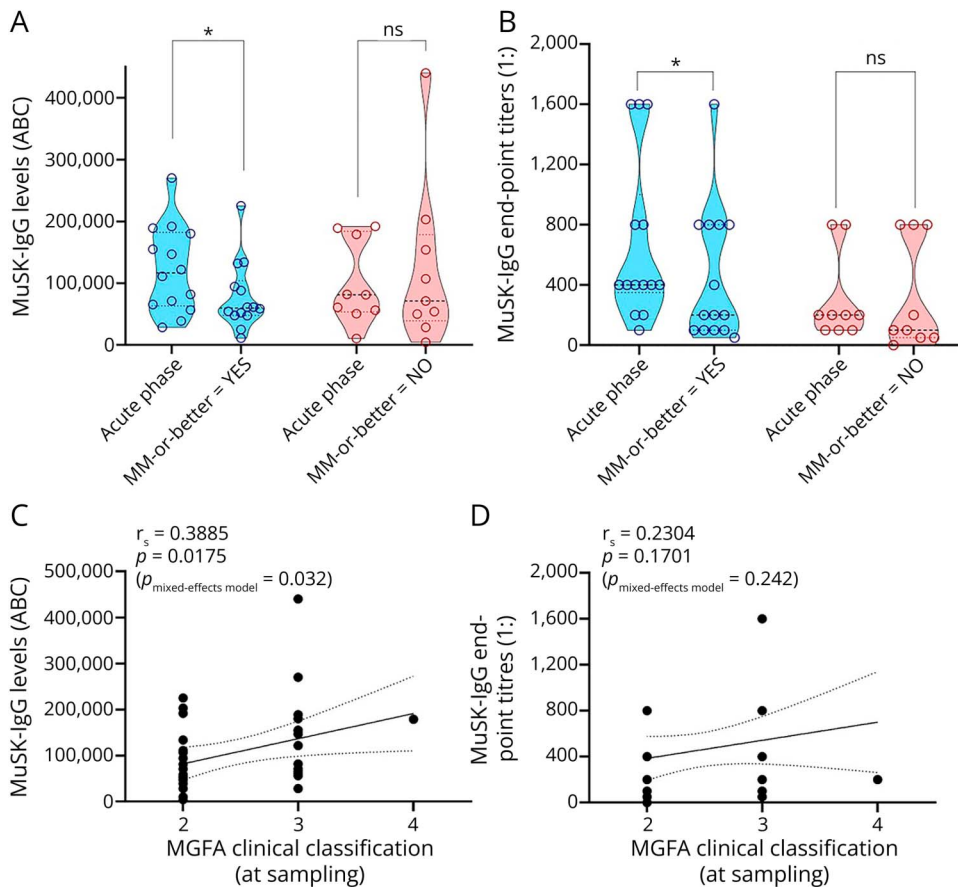 A
MuSK-IgG levels (ABC)
400,000
300,000
200,000
100,000
0
*
ns
Acute phase
MM-or-better = YES
Acute phase
MM-or-better = NO
B
MuSK-IgG end-point titers (1:)
2,000
1,600
1,200
800
400
0
*
ns
Acute phase
MM-or-better = YES
Acute phase
MM-or-better = NO
C
rs = 0.3885
p = 0.0175
(pmixed-effects model = 0.032)
MuSK-IgG levels (ABC)
500,000
400,000
300,000
200,000
100,000
0
2 3 4
MGFA clinical classification
(at sampling)
D
rs = 0.2304
p = 0.1701
(pmixed-effects model = 0.242)
MuSK-IgG end-
point titres (1:)
2,000
1,600
1,200
800
400
0
2 3 4
MGFA clinical classification
(at sampling)